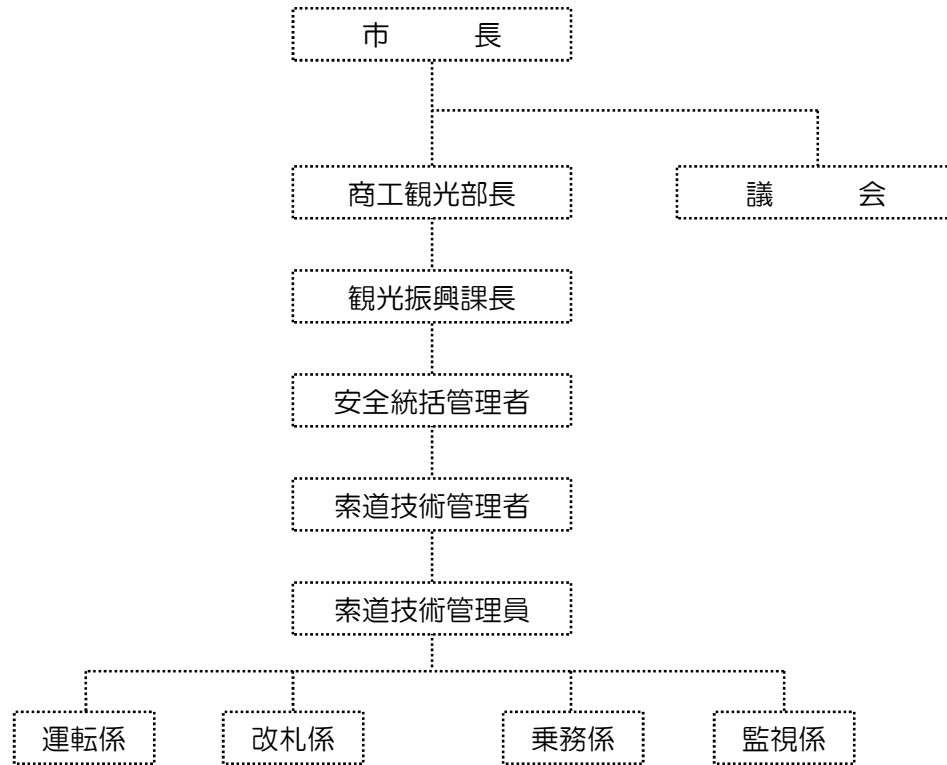 市　　長
商工観光部長
議　　会
観光振興課長
安全統括管理者
索道技術管理者
索道技術管理員
運転係
改札係
乗務係
監視係